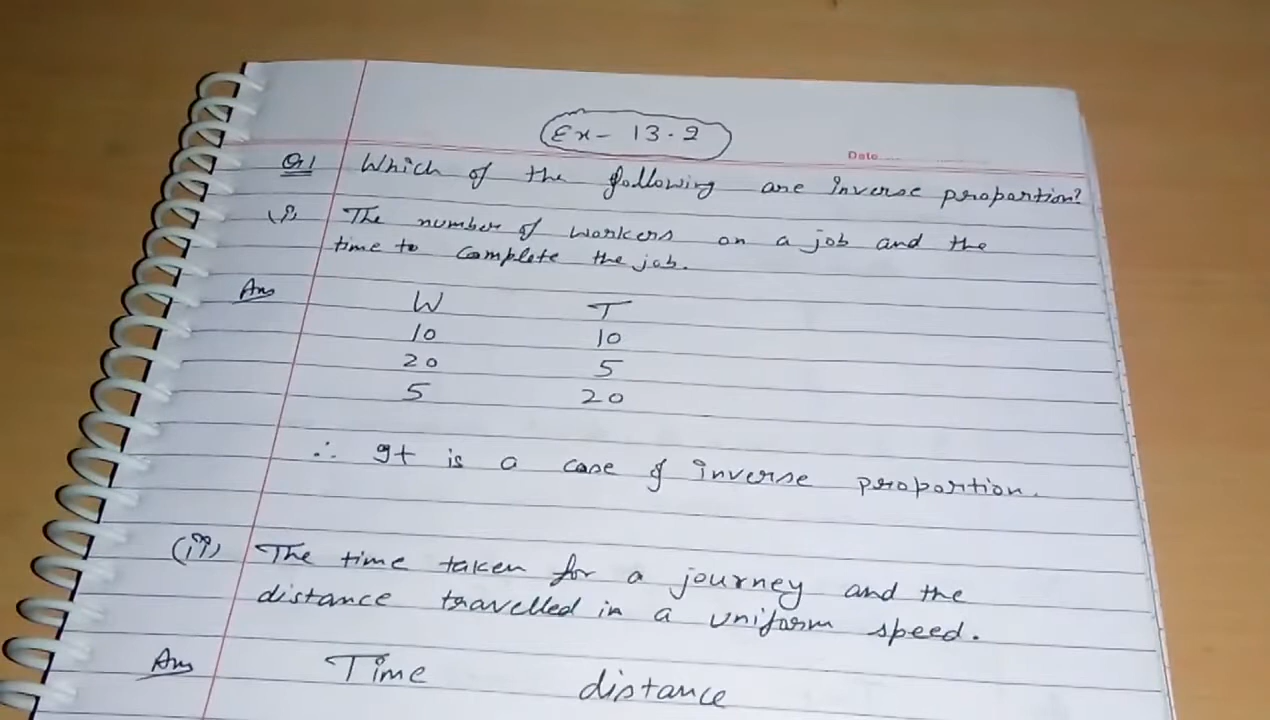 Ex- 13.2
Date.....
Q1 Which of the following are inverse proportion?
(i) The number of workers on a job and the
time to complete the job.
Ans W T
10 10
20 5
5 20
∴ It is a case of inverse proportion.
(ii) The time taken for a journey and the
distance travelled in a uniform speed.
Ans Time distance